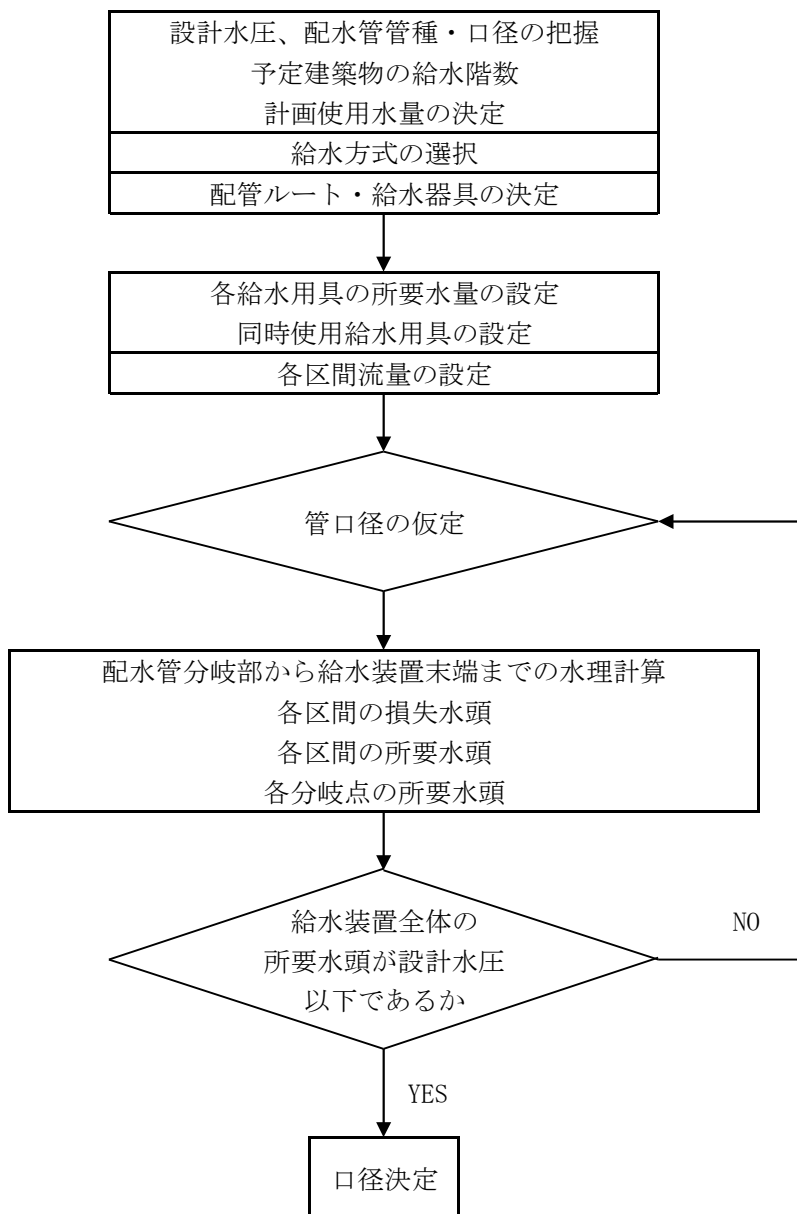 設計水圧、配水管管種・口径の把握
予定建築物の給水階数
計画使用水量の決定
給水方式の選択
配管ルート・給水器具の決定
各給水用具の所要水量の設定
同時使用給水用具の設定
各区間流量の設定
管口径の仮定
配水管分岐部から給水装置末端までの水理計算
各区間の損失水頭
各区間の所要水頭
各分岐点の所要水頭
給水装置全体の
所要水頭が設計水圧
以下であるか
NO
YES
口径決定